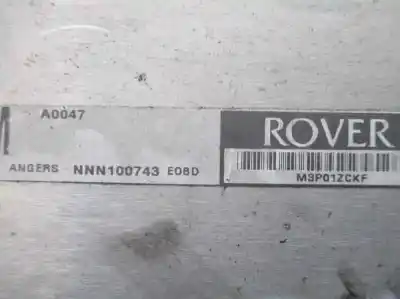 A0047
ROVER
ANGERS NNN100743 E08D
M3P01ZCKF